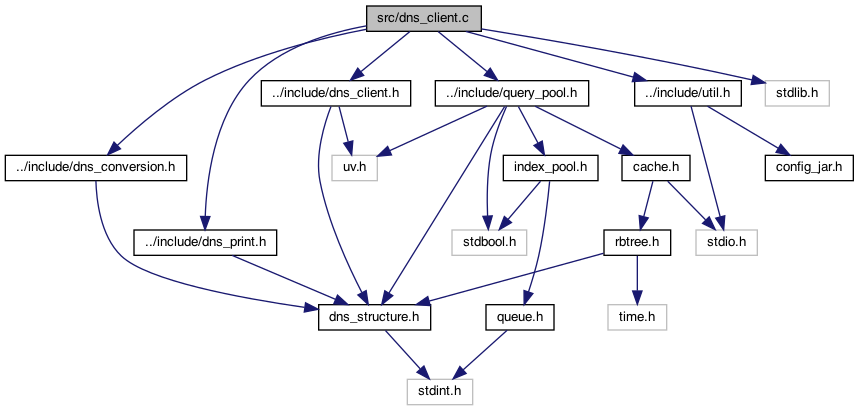 src/dns_client.c
../include/dns_client.h
../include/query_pool.h
../include/util.h
stdlib.h
../include/dns_conversion.h
uv.h
index_pool.h
cache.h
config_jar.h
../include/dns_print.h
stdbool.h
rbtree.h
stdio.h
dns_structure.h
queue.h
time.h
stdint.h